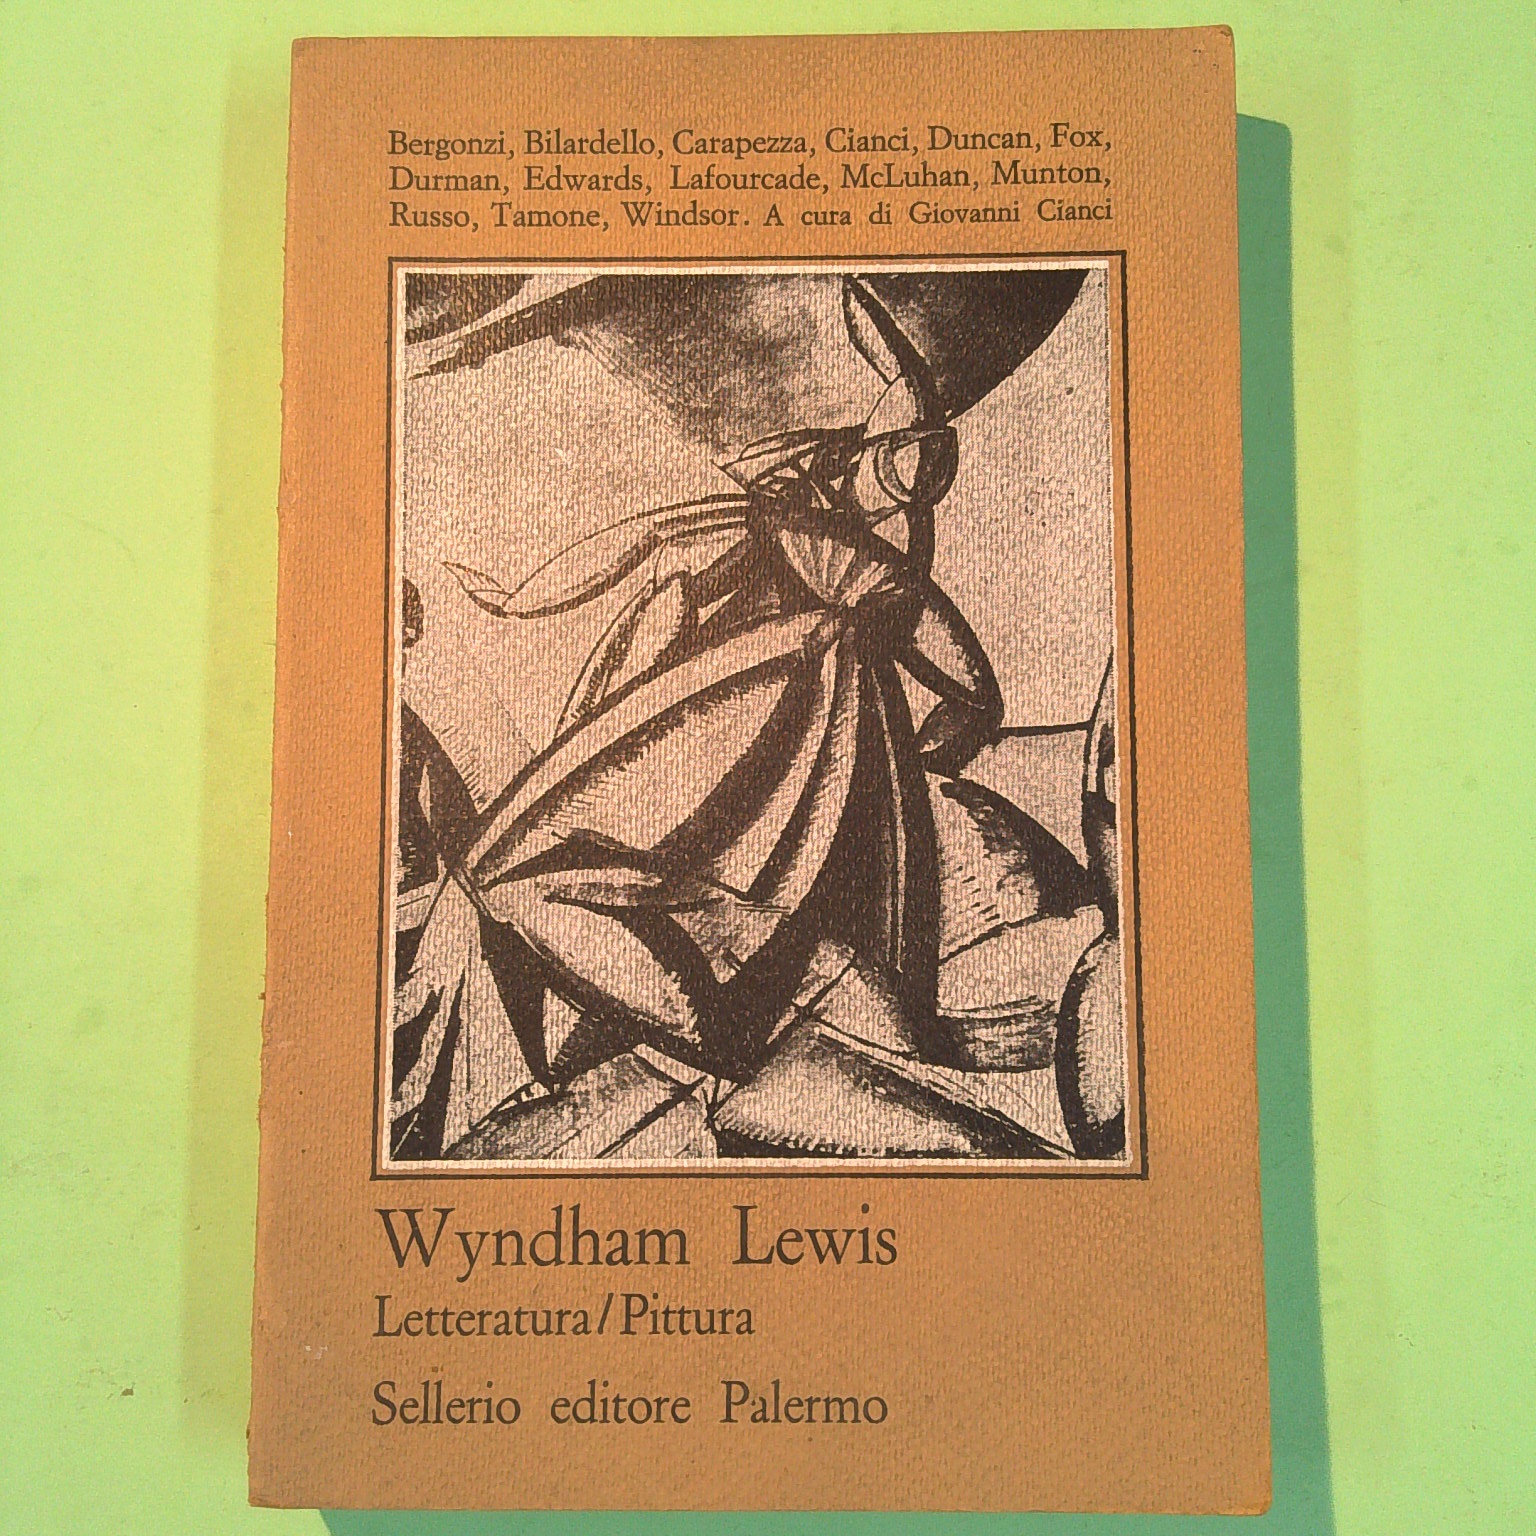 Bergonzi, Bilardello, Carapezza, Cianci, Duncan, Fox,
Durman, Edwards, Lafourcade, McLuhan, Munton,
Russo, Tamone, Windsor. A cura di Giovanni Cianci
Wyndham Lewis
Letteratura/Pittura
Sellerio editore Palermo